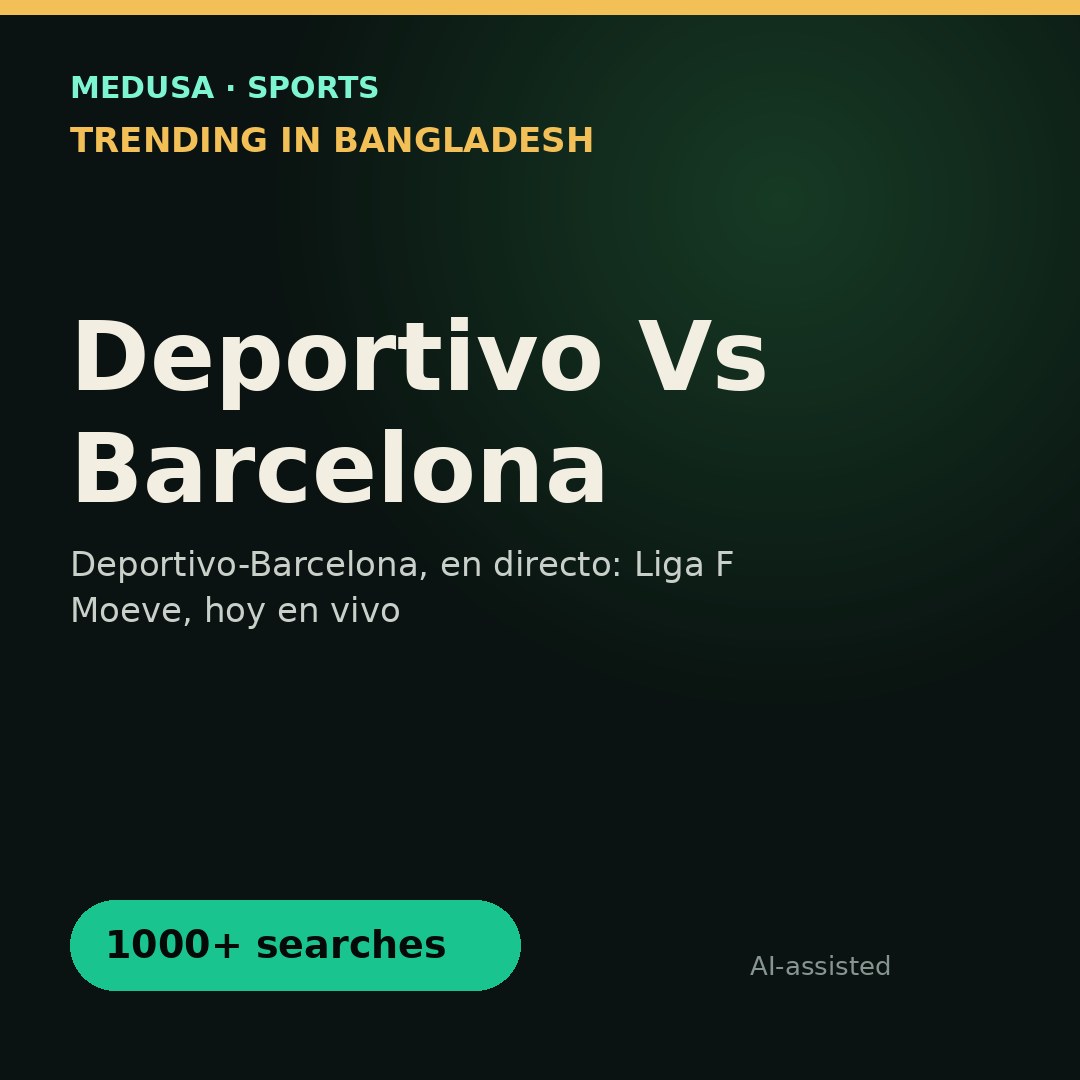 MEDUSA · SPORTS
TRENDING IN BANGLADESH
Deportivo Vs
Barcelona
Deportivo-Barcelona, en directo: Liga F
Moeve, hoy en vivo
1000+ searches
AI-assisted